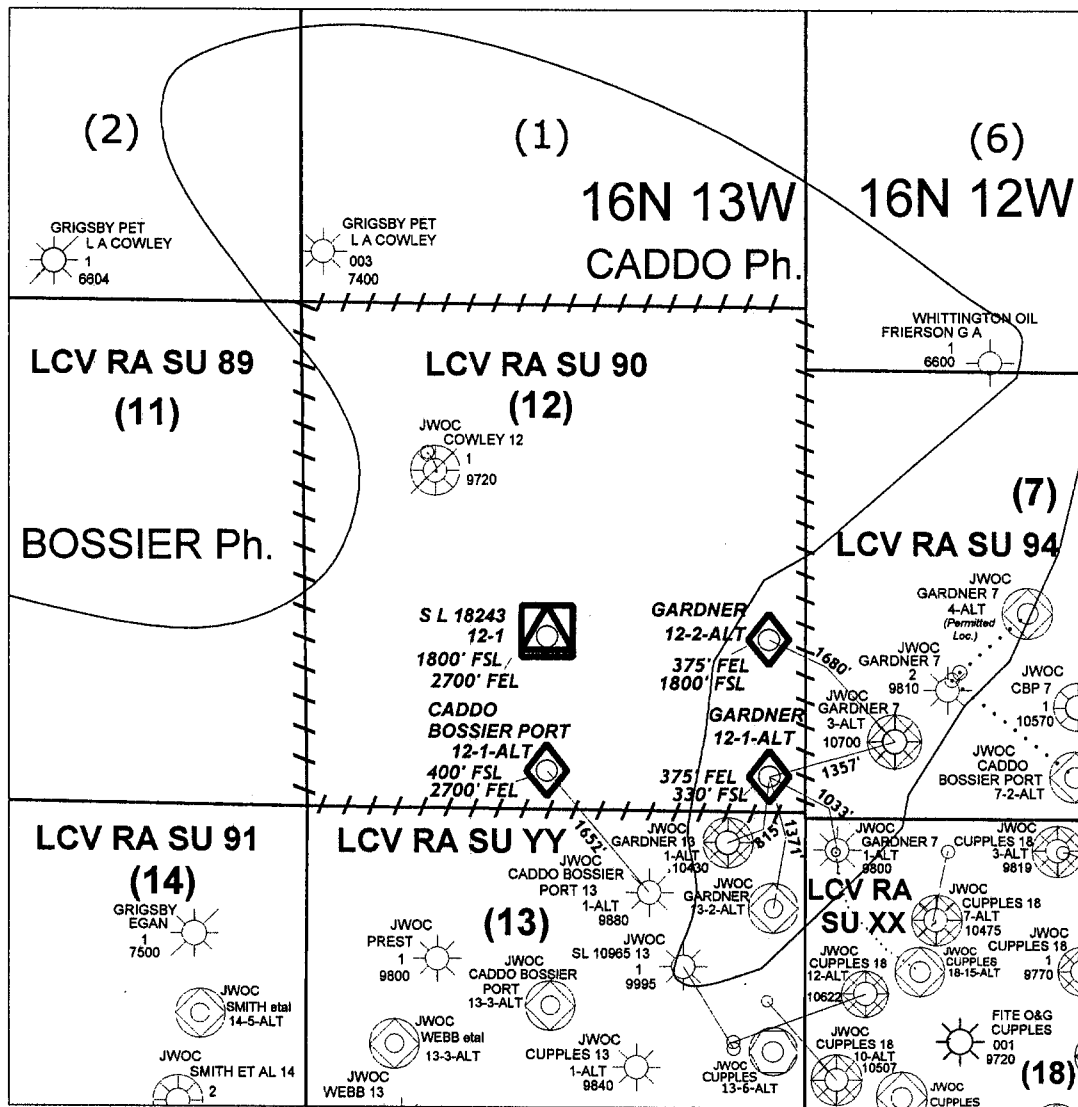 (2)
(1)
(6)
16N 13W
16N 12W
CADDO Ph.
GRIGSBY PET
L A COWLEY
1
6604
GRIGSBY PET
L A COWLEY
003
7400
WHITTINGTON OIL
FRIERSON G A
1
6600
LCV RA SU 89
(11)
LCV RA SU 90
(12)
JWOC
COWLEY 12
1
9720
BOSSIER Ph.
(7)
LCV RA SU 94
JWOC
GARDNER 7
4-ALT
(Permitted
Loc.)
JWOC
GARDNER 7
2
9810
JWOC
CBP 7
1
10570
S L 18243
12-1
1800' FSL
2700' FEL
GARDNER
12-2-ALT
375' FEL
1800' FSL
1680'
JWOC
GARDNER 7
3-ALT
10700
CADDO
BOSSIER PORT
12-1-ALT
400' FSL
2700' FEL
GARDNER
12-1-ALT
375' FEL
330' FSL
1357'
1033'
JWOC
CADDO
BOSSIER PORT
7-2-ALT
LCV RA SU 91
(14)
GRIGSBY
EGAN
1
7500
JWOC
SMITH etal
14-5-ALT
JWOC
SMITH ET AL 14
2
LCV RA SU YY
(13)
1652'
815'
1371'
JWOC
GARDNER 13
1-ALT
10430
JWOC
CADDO BOSSIER
PORT 13
1-ALT
9880
JWOC
GARDNER
13-2-ALT
JWOC
PREST
1
9800
JWOC
SL 10965 13
1
9995
JWOC
CADDO BOSSIER
PORT
13-3-ALT
JWOC
WEBB etal
13-3-ALT
JWOC
WEBB 13
JWOC
CUPPLES 13
1-ALT
9840
JWOC
CUPPLES
13-6-ALT
JWOC
GARDNER 7
1-ALT
9800
JWOC
CUPPLES 18
3-ALT
9819
LCV RA
SU XX
JWOC
CUPPLES 18
7-ALT
10475
JWOC
CUPPLES 18
12-ALT
10622
JWOC
CUPPLES
18-15-ALT
JWOC
CUPPLES 18
1
9770
JWOC
CUPPLES 18
10-ALT
10507
FITE O&G
CUPPLES
001
9720
(18)
JWOC
CUPPLES